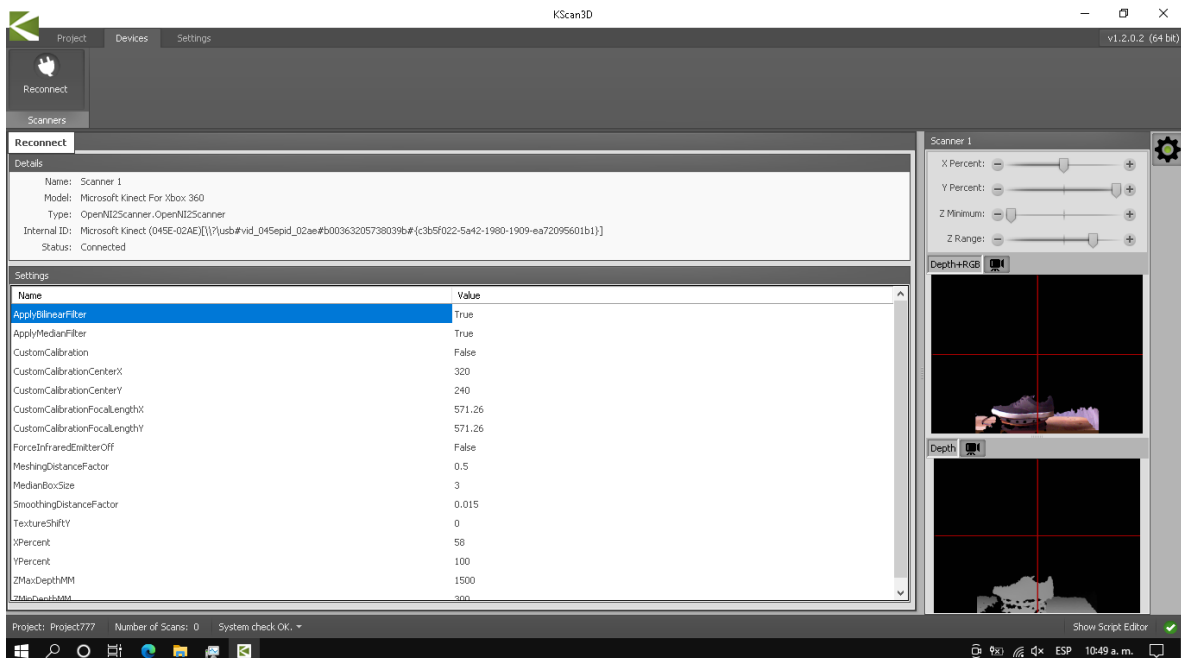 KScan3D
Project Devices Settings v1.2.0.2 (64 bit)
Reconnect
Scanners
Reconnect
Details
Name: Scanner 1
Model: Microsoft Kinect For Xbox 360
Type: OpenNI2Scanner.OpenNI2Scanner
Internal ID: Microsoft Kinect (045E-02AE)[\\?\usb#vid_045epid_02ae#b00363205738039b#{c3b5f022-5a42-1980-1909-ea72095601b1}]
Status: Connected
Settings
Name Value
ApplyBilinearFilter True
ApplyMedianFilter True
CustomCalibration False
CustomCalibrationCenterX 320
CustomCalibrationCenterY 240
CustomCalibrationFocalLengthX 571.26
CustomCalibrationFocalLengthY 571.26
ForceInfraredEmitterOff False
MeshingDistanceFactor 0.5
MedianBoxSize 3
SmoothingDistanceFactor 0.015
TextureShiftY 0
XPercent 58
YPercent 100
ZMaxDepthMM 1500
ZMinDepthMM 300
Scanner 1
X Percent:
Y Percent:
Z Minimum:
Z Range:
Depth+RGB
Depth
Project: Project777 Number of Scans: 0 System check OK. Show Script Editor
ESP 10:49 a. m.